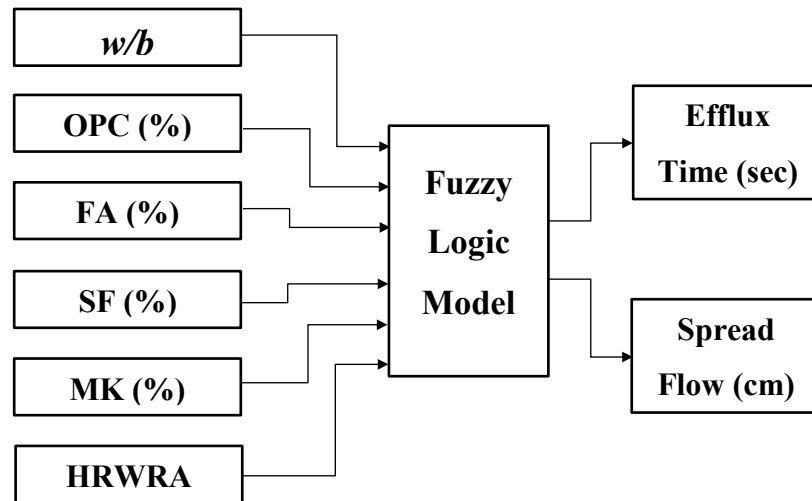 w/b
OPC (%)
FA (%)
SF (%)
MK (%)
HRWRA
Fuzzy
Logic
Model
Efflux
Time (sec)
Spread
Flow (cm)